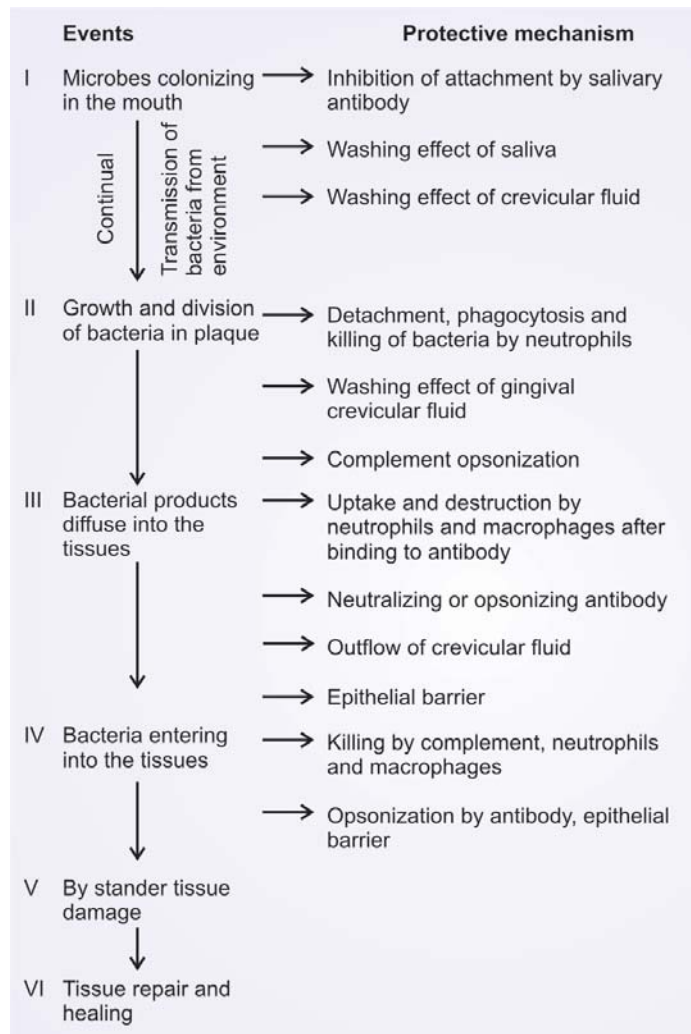 Events Protective mechanism
I Microbes colonizing
in the mouth
Inhibition of attachment by salivary
antibody
Continual
Transmission of
bacteria from
environment
Washing effect of saliva
Washing effect of crevicular fluid
II Growth and division
of bacteria in plaque
Detachment, phagocytosis and
killing of bacteria by neutrophils
Washing effect of gingival
crevicular fluid
Complement opsonization
III Bacterial products
diffuse into the
tissues
Uptake and destruction by
neutrophils and macrophages after
binding to antibody
Neutralizing or opsonizing antibody
Outflow of crevicular fluid
Epithelial barrier
IV Bacteria entering
into the tissues
Killing by complement, neutrophils
and macrophages
Opsonization by antibody, epithelial
barrier
V By stander tissue
damage
VI Tissue repair and
healing